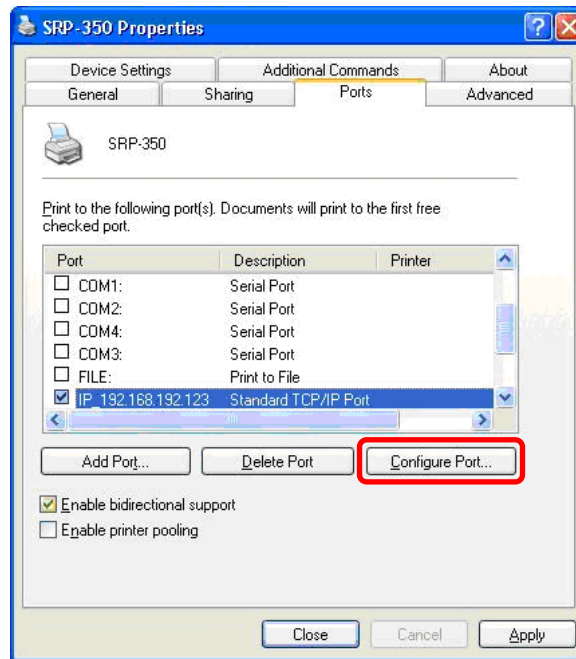 SRP-350 Properties
Device Settings Additional Commands About
General Sharing Ports Advanced
SRP-350
Print to the following port(s). Documents will print to the first free
checked port.
Port Description Printer
COM1: Serial Port
COM2: Serial Port
COM4: Serial Port
COM3: Serial Port
FILE: Print to File
IP_192.168.192.123 Standard TCP/IP Port
Add Port... Delete Port Configure Port...
Enable bidirectional support
Enable printer pooling
Close Cancel Apply